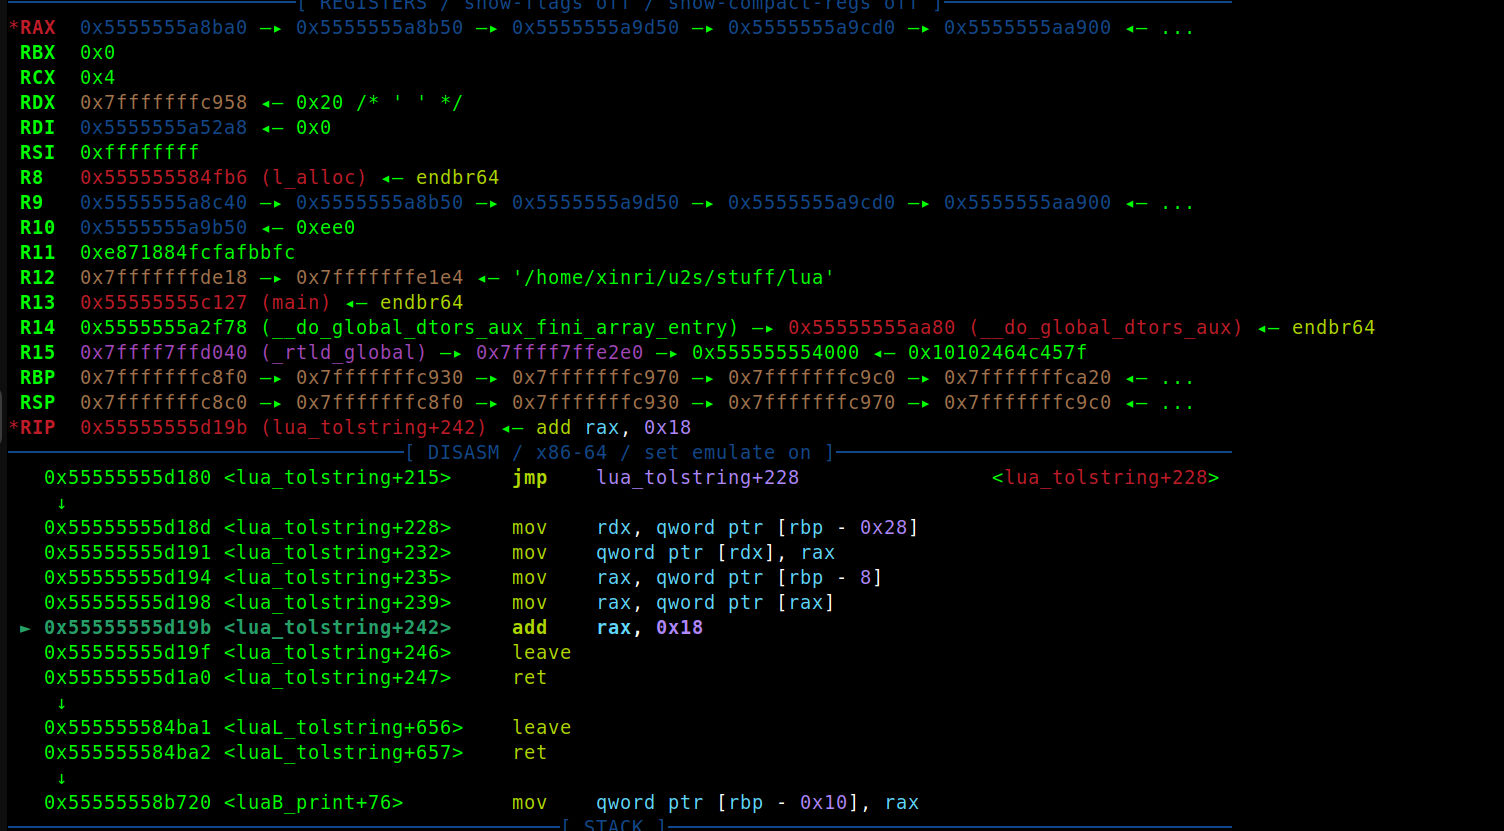 [ REGISTERS / show-flags off / show-compact-regs off ]
*RAX  0x5555555a8ba0 —▸ 0x5555555a8b50 —▸ 0x5555555a9d50 —▸ 0x5555555a9cd0 —▸ 0x5555555aa900 ◂— ...
RBX  0x0
RCX  0x4
RDX  0x7fffffffc958 ◂— 0x20 /* ' ' */
RDI  0x5555555a52a8 ◂— 0x0
RSI  0xffffffff
R8   0x555555584fb6 (l_alloc) ◂— endbr64
R9   0x5555555a8c40 —▸ 0x5555555a8b50 —▸ 0x5555555a9d50 —▸ 0x5555555a9cd0 —▸ 0x5555555aa900 ◂— ...
R10  0x5555555a9b50 ◂— 0xee0
R11  0xe871884fcfafbbfc
R12  0x7fffffffde18 —▸ 0x7fffffffe1e4 ◂— '/home/xinri/u2s/stuff/lua'
R13  0x55555555c127 (main) ◂— endbr64
R14  0x5555555a2f78 (__do_global_dtors_aux_fini_array_entry) —▸ 0x55555555aa80 (__do_global_dtors_aux) ◂— endbr64
R15  0x7ffff7ffd040 (_rtld_global) —▸ 0x7ffff7ffe2e0 —▸ 0x555555554000 ◂— 0x10102464c457f
RBP  0x7fffffffc8f0 —▸ 0x7fffffffc930 —▸ 0x7fffffffc970 —▸ 0x7fffffffc9c0 —▸ 0x7fffffffca20 ◂— ...
RSP  0x7fffffffc8c0 —▸ 0x7fffffffc8f0 —▸ 0x7fffffffc930 —▸ 0x7fffffffc970 —▸ 0x7fffffffc9c0 ◂— ...
*RIP  0x55555555d19b (lua_tolstring+242) ◂— add rax, 0x18
[ DISASM / x86-64 / set emulate on ]
0x55555555d180 <lua_tolstring+215>     jmp    lua_tolstring+228                <lua_tolstring+228>
↓
0x55555555d18d <lua_tolstring+228>     mov    rdx, qword ptr [rbp - 0x28]
0x55555555d191 <lua_tolstring+232>     mov    qword ptr [rdx], rax
0x55555555d194 <lua_tolstring+235>     mov    rax, qword ptr [rbp - 8]
0x55555555d198 <lua_tolstring+239>     mov    rax, qword ptr [rax]
► 0x55555555d19b <lua_tolstring+242>     add    rax, 0x18
0x55555555d19f <lua_tolstring+246>     leave
0x55555555d1a0 <lua_tolstring+247>     ret
↓
0x555555584ba1 <luaL_tolstring+656>    leave
0x555555584ba2 <luaL_tolstring+657>    ret
↓
0x55555558b720 <luaB_print+76>         mov    qword ptr [rbp - 0x10], rax
[ STACK ]